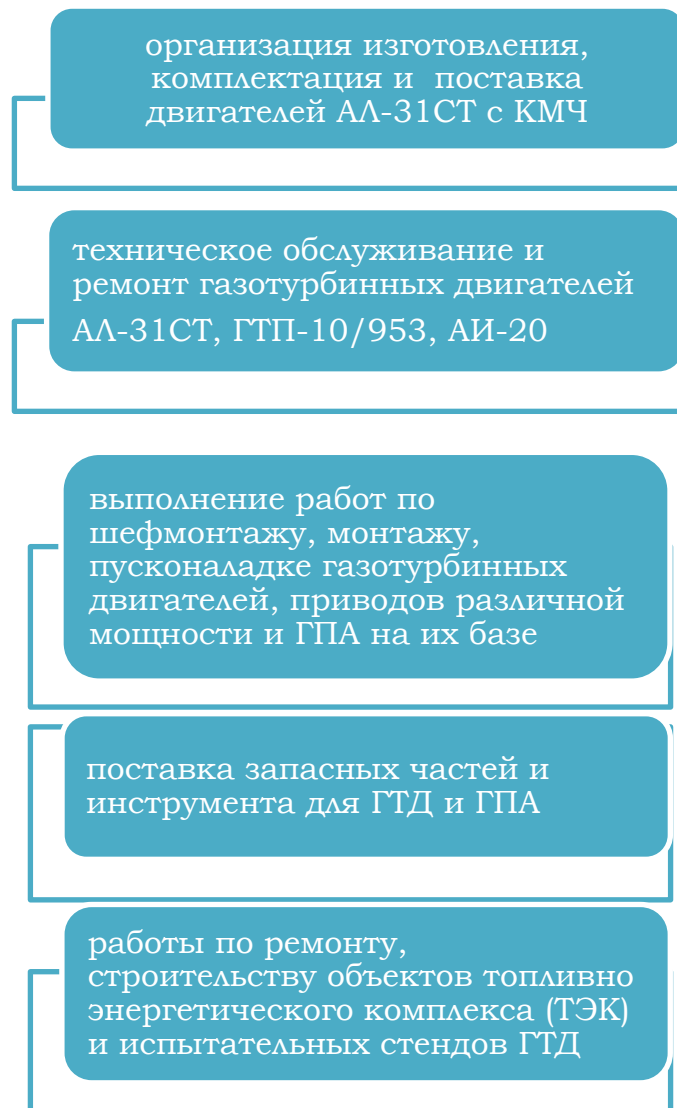 организация изготовления,
комплектация и поставка
двигателей АЛ-31СТ с КМЧ
техническое обслуживание и
ремонт газотурбинных двигателей
АЛ-31СТ, ГТП-10/953, АИ-20
выполнение работ по
шефмонтажу, монтажу,
пусконаладке газотурбинных
двигателей, приводов различной
мощности и ГПА на их базе
поставка запасных частей и
инструмента для ГТД и ГПА
работы по ремонту,
строительству объектов топливно
энергетического комплекса (ТЭК)
и испытательных стендов ГТД